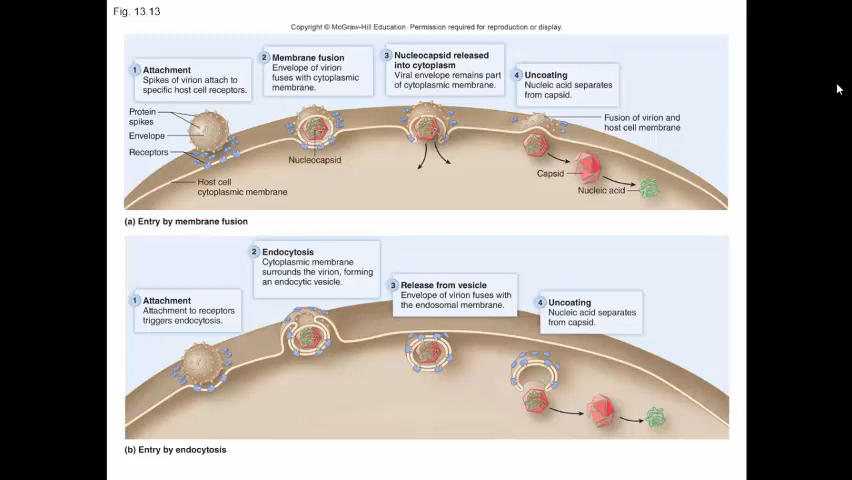 Fig. 13.13
Copyright © McGraw-Hill Education. Permission required for reproduction or display.
1 Attachment
Spikes of virion attach to
specific host cell receptors.
2 Membrane fusion
Envelope of virion
fuses with cytoplasmic
membrane.
3 Nucleocapsid released
into cytoplasm
Viral envelope remains part
of cytoplasmic membrane.
4 Uncoating
Nucleic acid separates
from capsid.
Protein
spikes
Envelope
Receptors
Host cell
cytoplasmic membrane
Nucleocapsid
Fusion of virion and
host cell membrane
Capsid
Nucleic acid
(a) Entry by membrane fusion
1 Attachment
Attachment to receptors
triggers endocytosis.
2 Endocytosis
Cytoplasmic membrane
surrounds the virion, forming
an endocytic vesicle.
3 Release from vesicle
Envelope of virion fuses with
the endosomal membrane.
4 Uncoating
Nucleic acid separates
from capsid.
(b) Entry by endocytosis